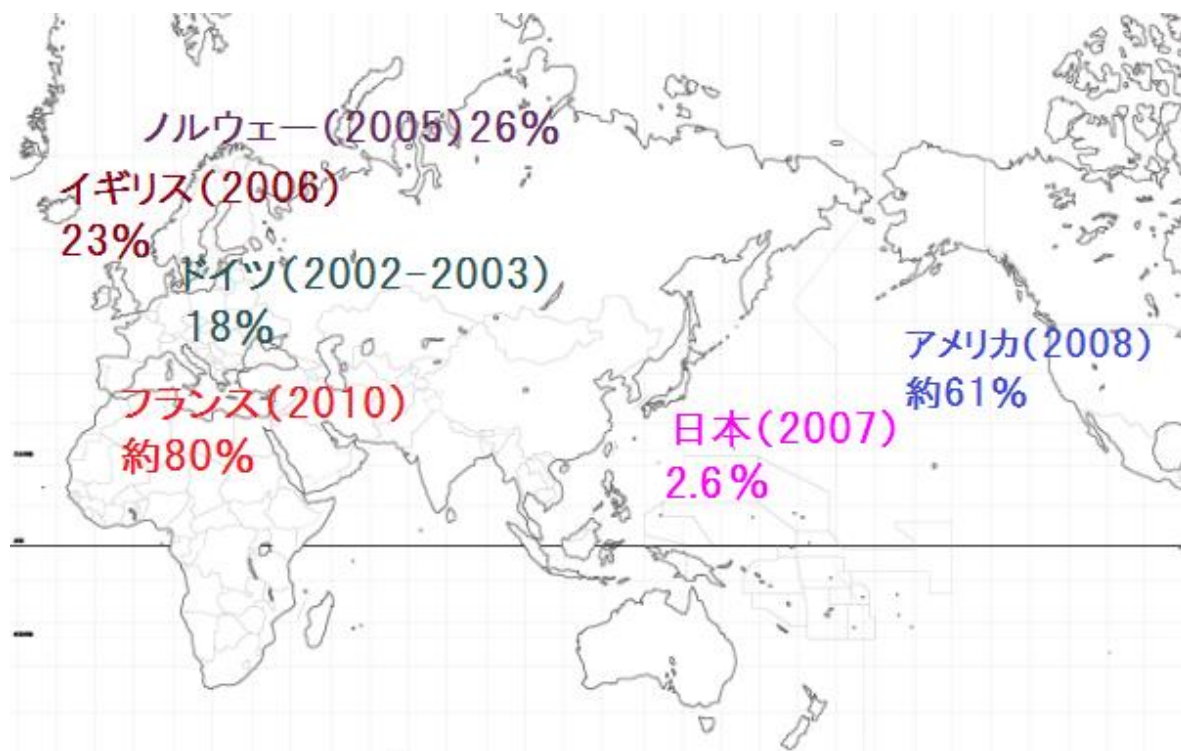 ノルウェー(2005)26%
イギリス(2006)
23%
ドイツ(2002-2003)
18%
アメリカ(2008)
約61%
フランス(2010)
約80%
日本(2007)
2.6%